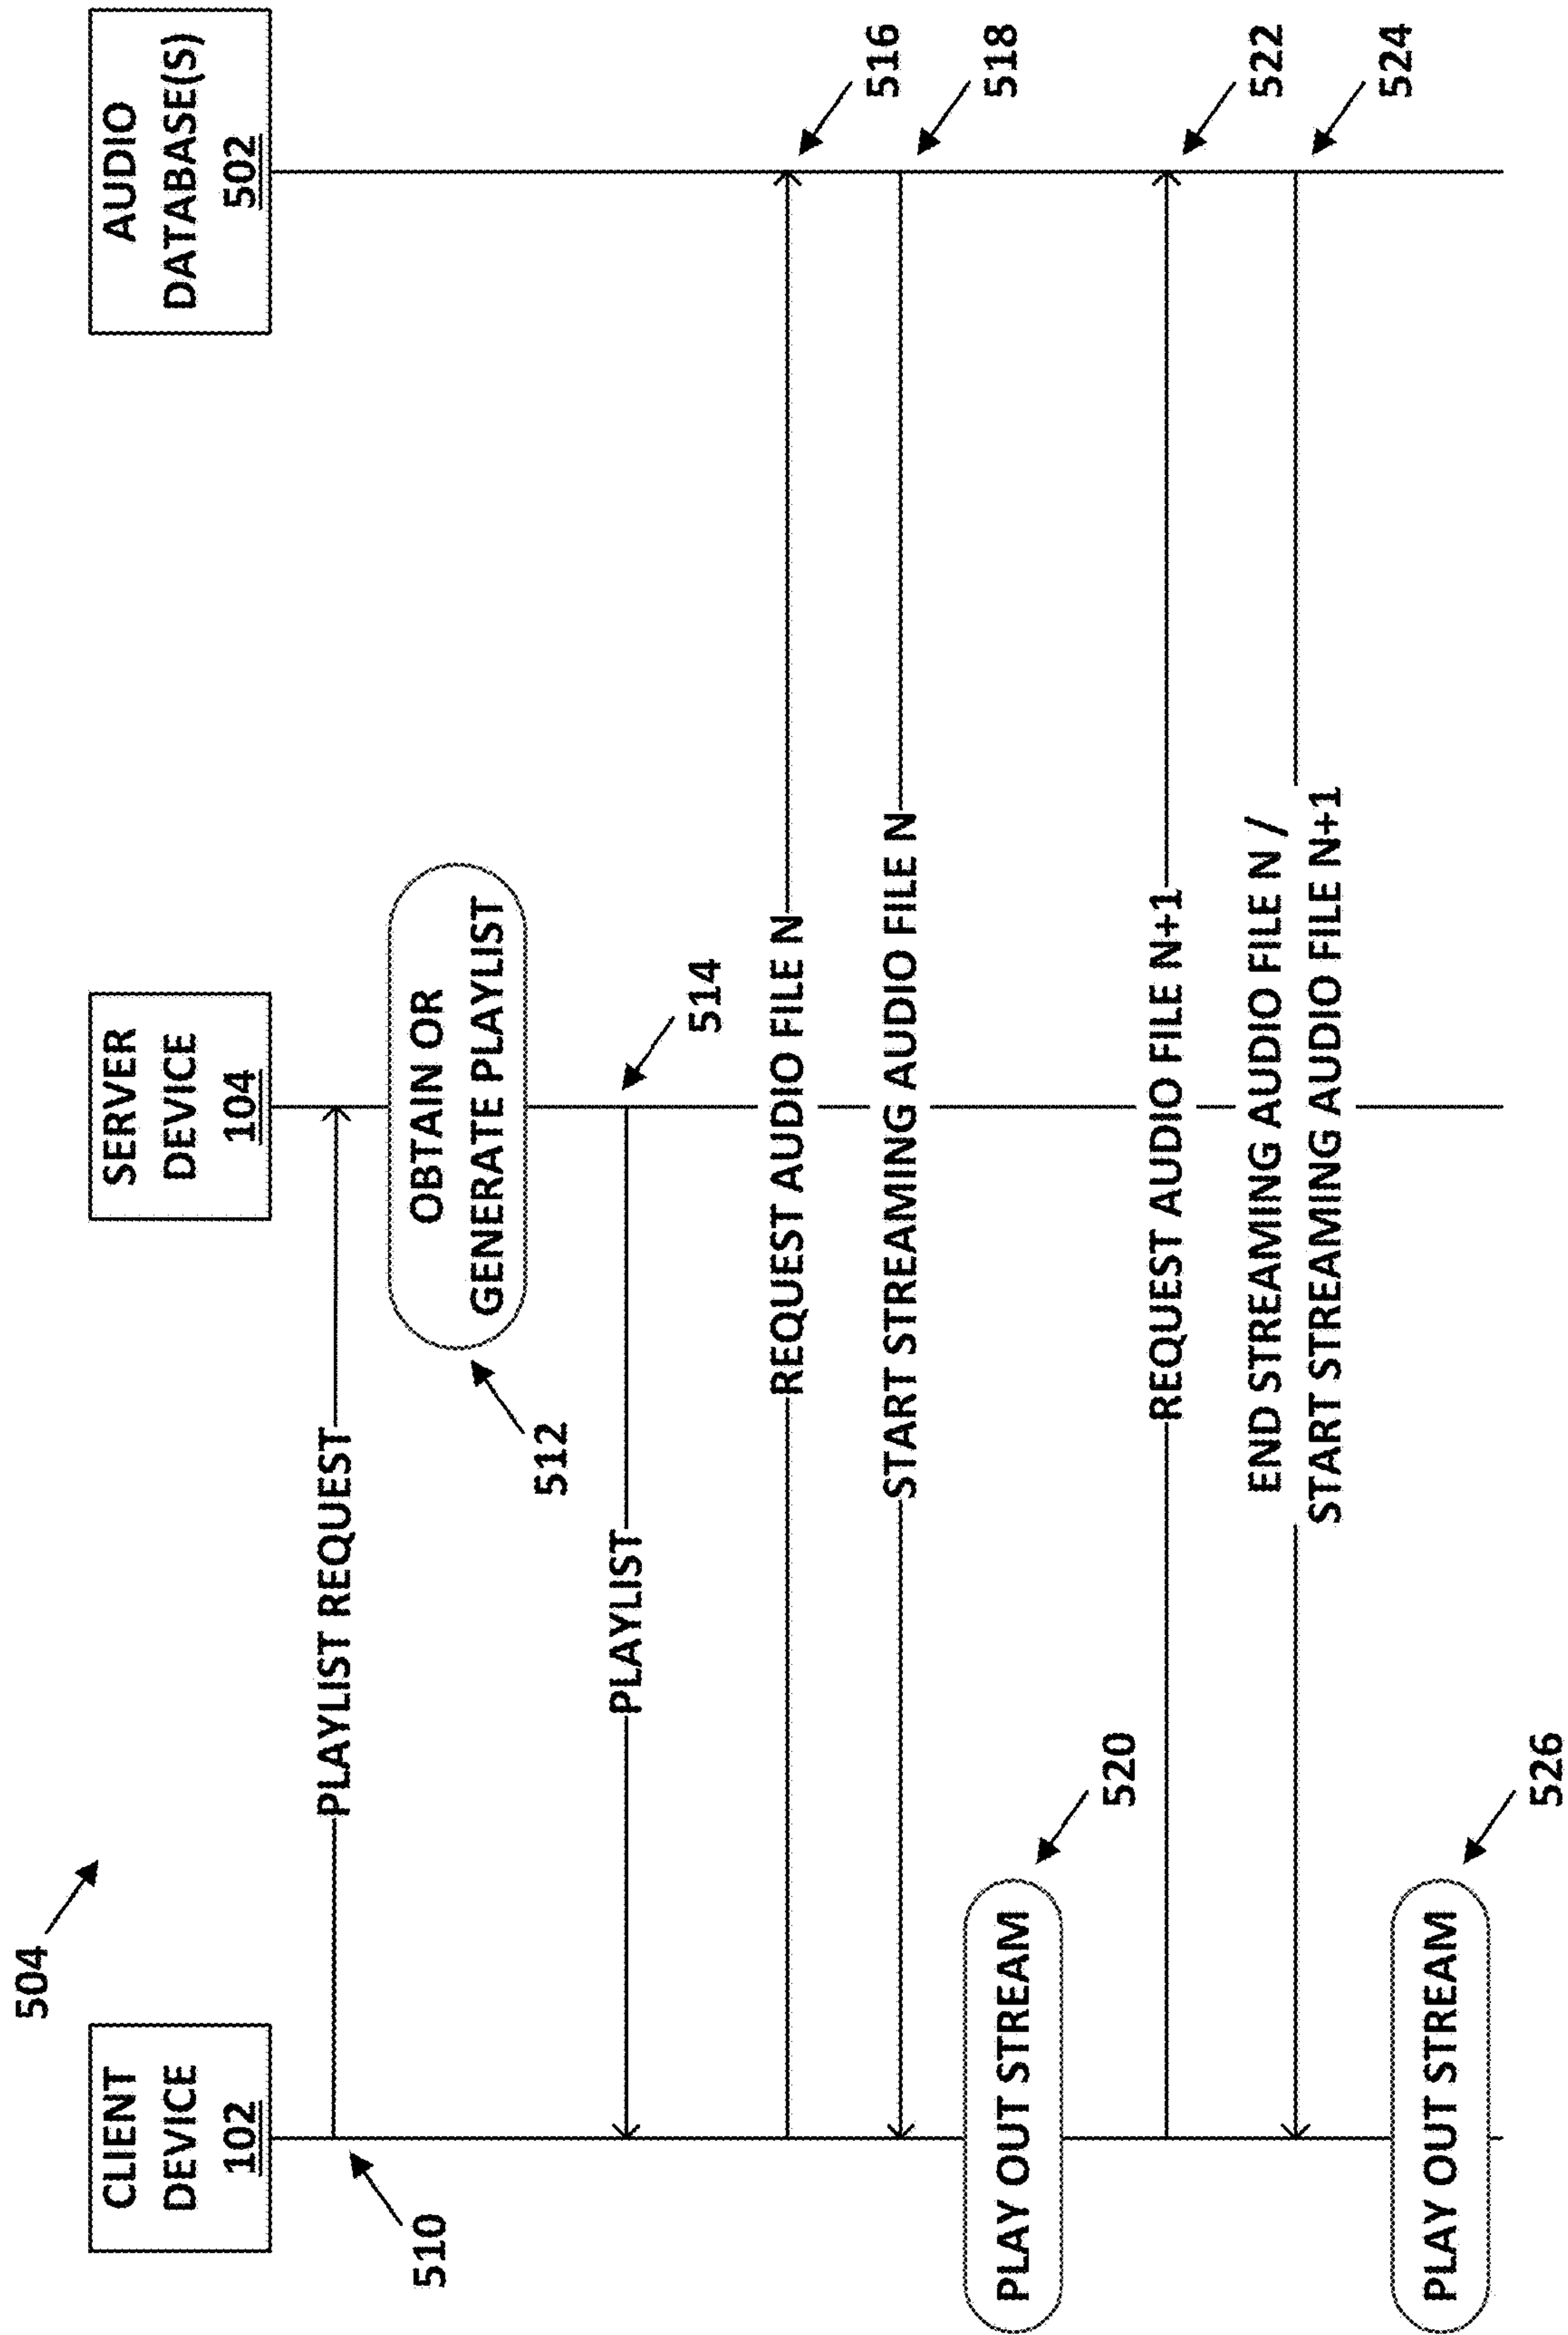 504
CLIENT
DEVICE
102
SERVER
DEVICE
104
AUDIO
DATABASE(S)
502
510
PLAYLIST REQUEST
512
OBTAIN OR
GENERATE PLAYLIST
PLAYLIST
514
REQUEST AUDIO FILE N
516
START STREAMING AUDIO FILE N
518
PLAY OUT STREAM
520
REQUEST AUDIO FILE N+1
522
END STREAMING AUDIO FILE N /
START STREAMING AUDIO FILE N+1
524
PLAY OUT STREAM
526